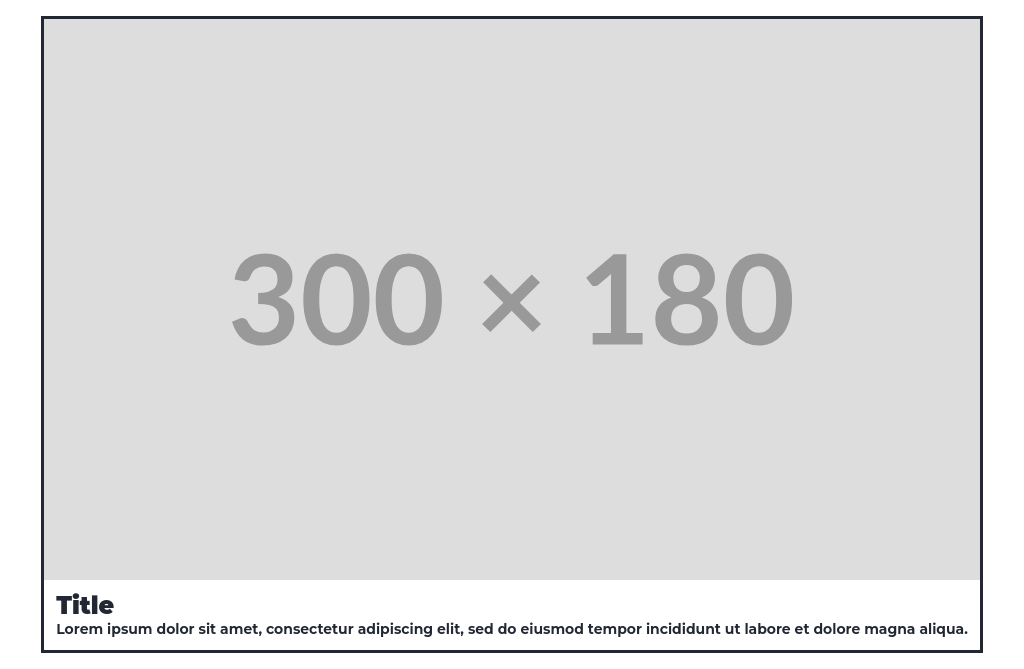 300 × 180
Title
Lorem ipsum dolor sit amet, consectetur adipiscing elit, sed do eiusmod tempor incididunt ut labore et dolore magna aliqua.